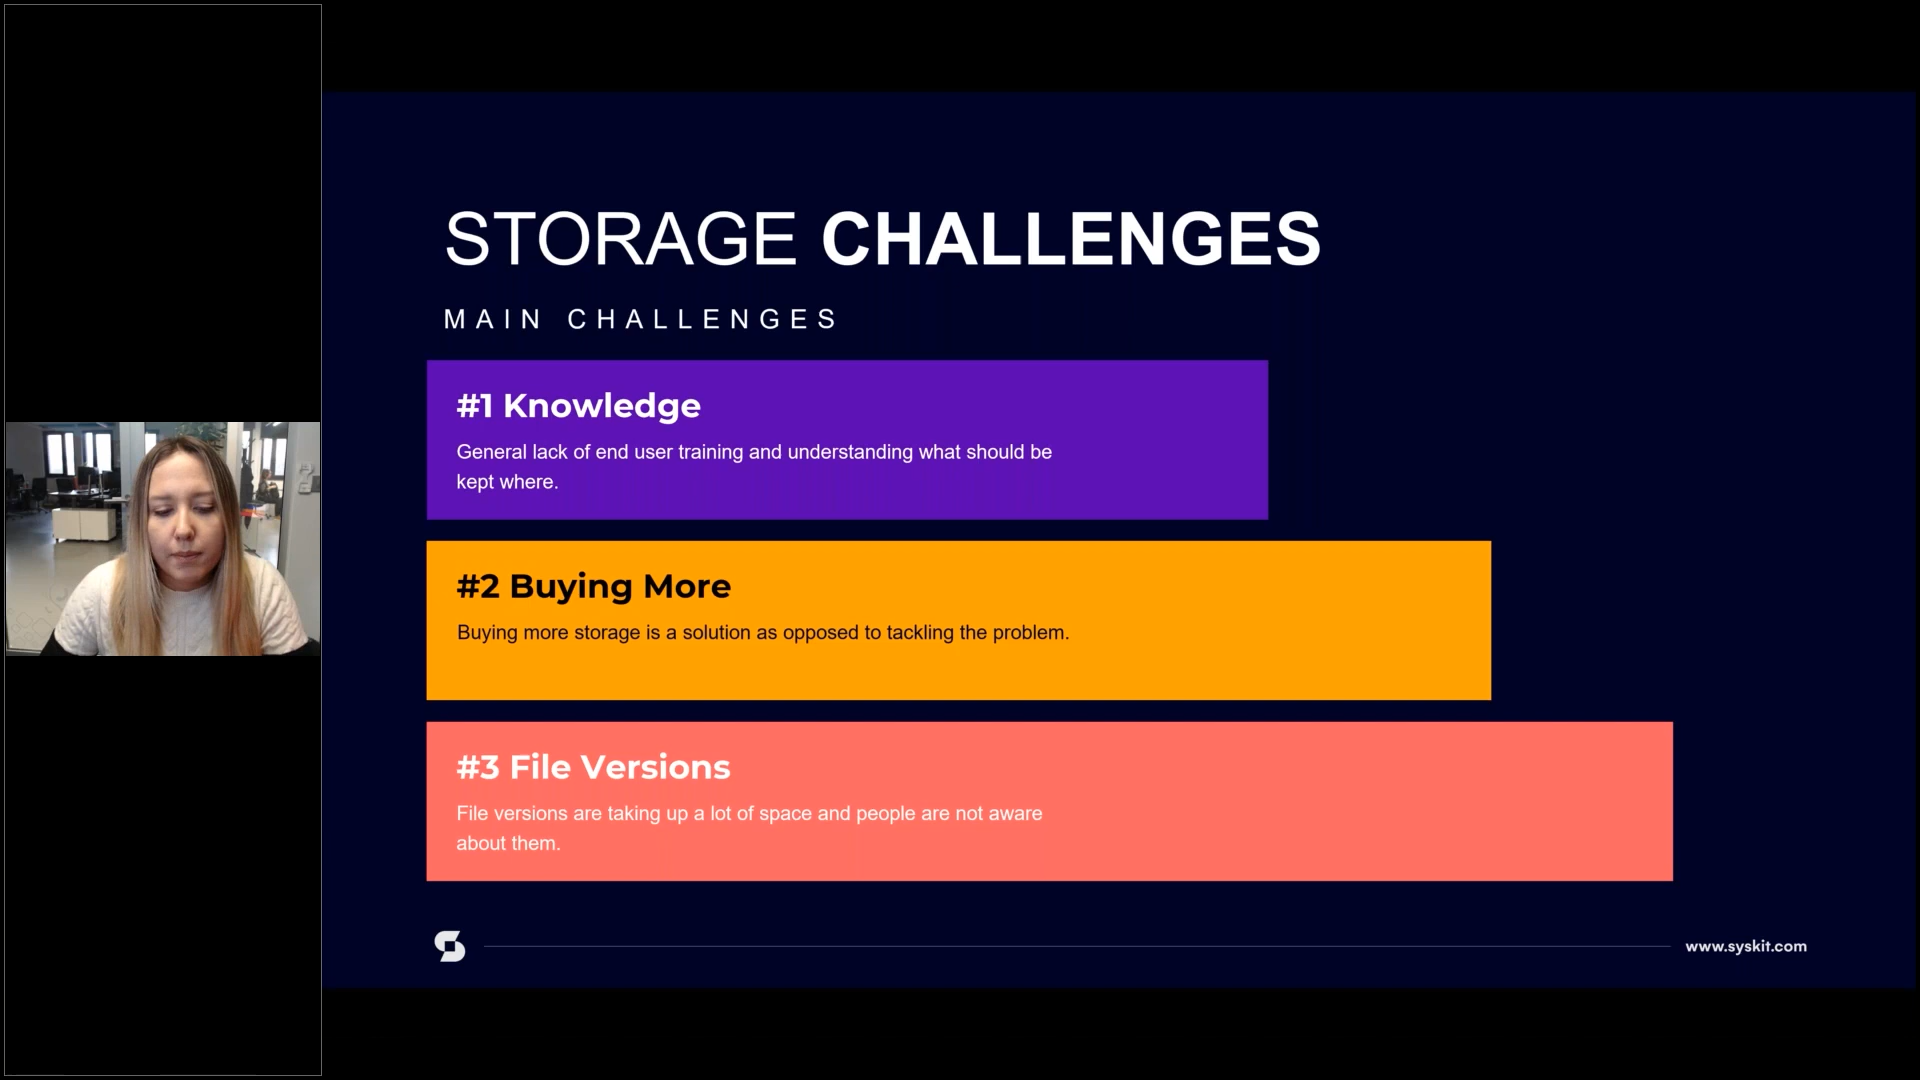 STORAGE CHALLENGES
MAIN CHALLENGES
#1 Knowledge
General lack of end user training and understanding what should be
kept where.
#2 Buying More
Buying more storage is a solution as opposed to tackling the problem.
#3 File Versions
File versions are taking up a lot of space and people are not aware
about them.
www.syskit.com